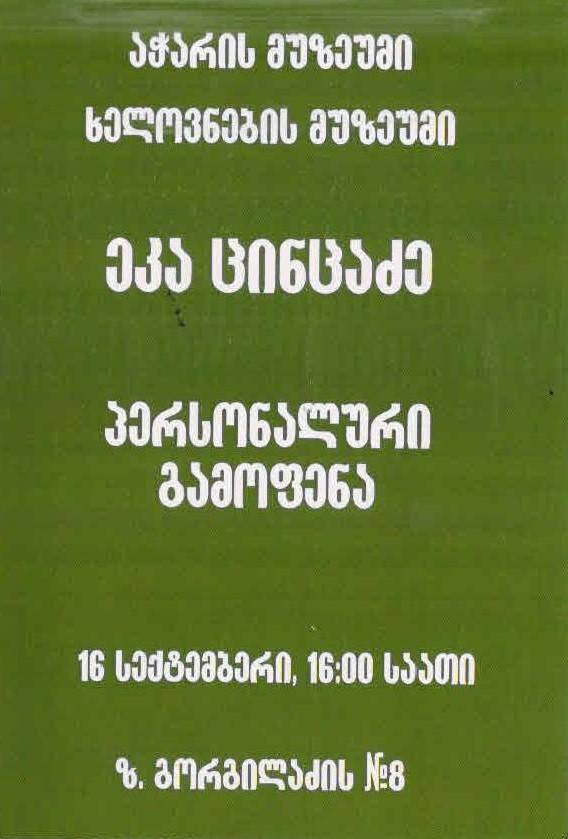 აჭარის მუზეუმი
ხელოვნების მუზეუმი
ეკა ცინცაძე
პერსონალური
გამოფენა
16 სექტემბერი, 16:00 საათი
ზ. გორგილაძის №8